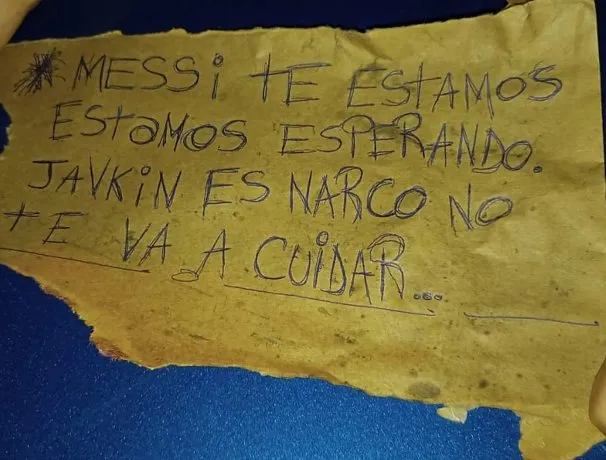 * MESSi TE ESTAMOS
EStaMOS ESPERANDO.
JAVKiN ES NARCO NO
tE VA A CUiDAR...